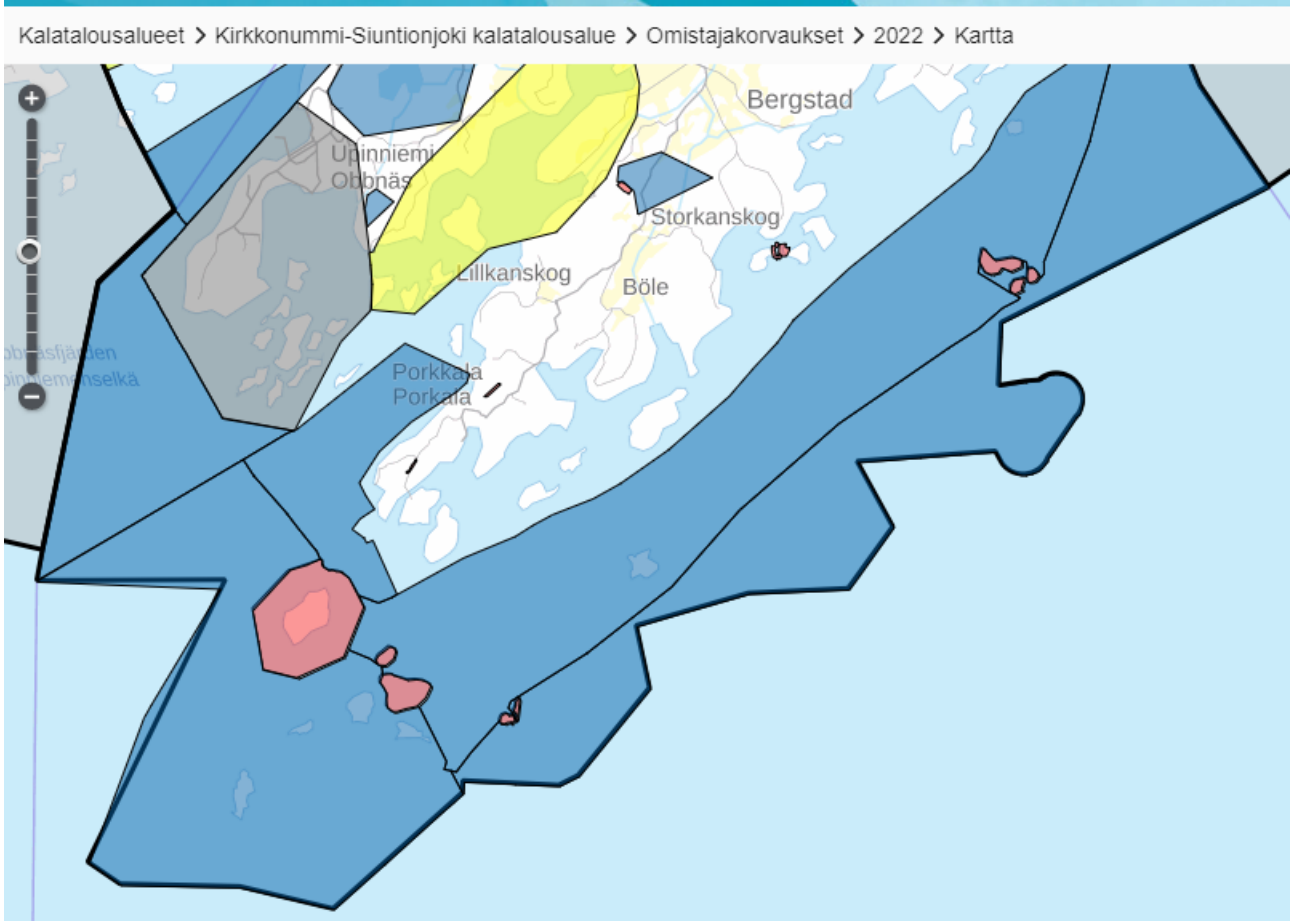 Kalatalousalueet > Kirkkonummi-Siuntionjoki kalatalousalue > Omistajakorvaukset > 2022 > Kartta
Bergstad
Upinniemi
Obbnäs
Storkanskog
Lillkanskog
Böle
Porkkala
Porkala